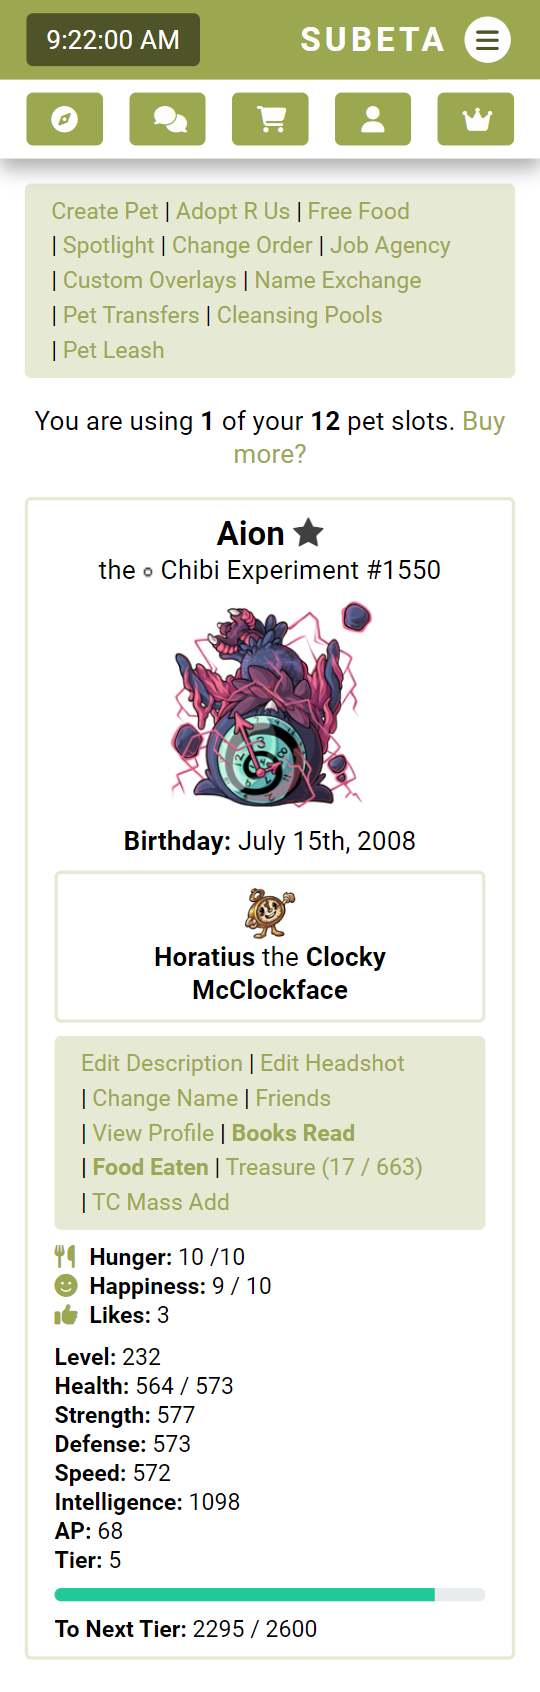 9:22:00 AM SUBETA
Create Pet | Adopt R Us | Free Food
| Spotlight | Change Order | Job Agency
| Custom Overlays | Name Exchange
| Pet Transfers | Cleansing Pools
| Pet Leash
You are using 1 of your 12 pet slots. Buy
more?
Aion
the Chibi Experiment #1550
Birthday: July 15th, 2008
Horatius the Clocky
McClockface
Edit Description | Edit Headshot
| Change Name | Friends
| View Profile | Books Read
| Food Eaten | Treasure (17 / 663)
| TC Mass Add
Hunger: 10 /10
Happiness: 9 / 10
Likes: 3
Level: 232
Health: 564 / 573
Strength: 577
Defense: 573
Speed: 572
Intelligence: 1098
AP: 68
Tier: 5
To Next Tier: 2295 / 2600